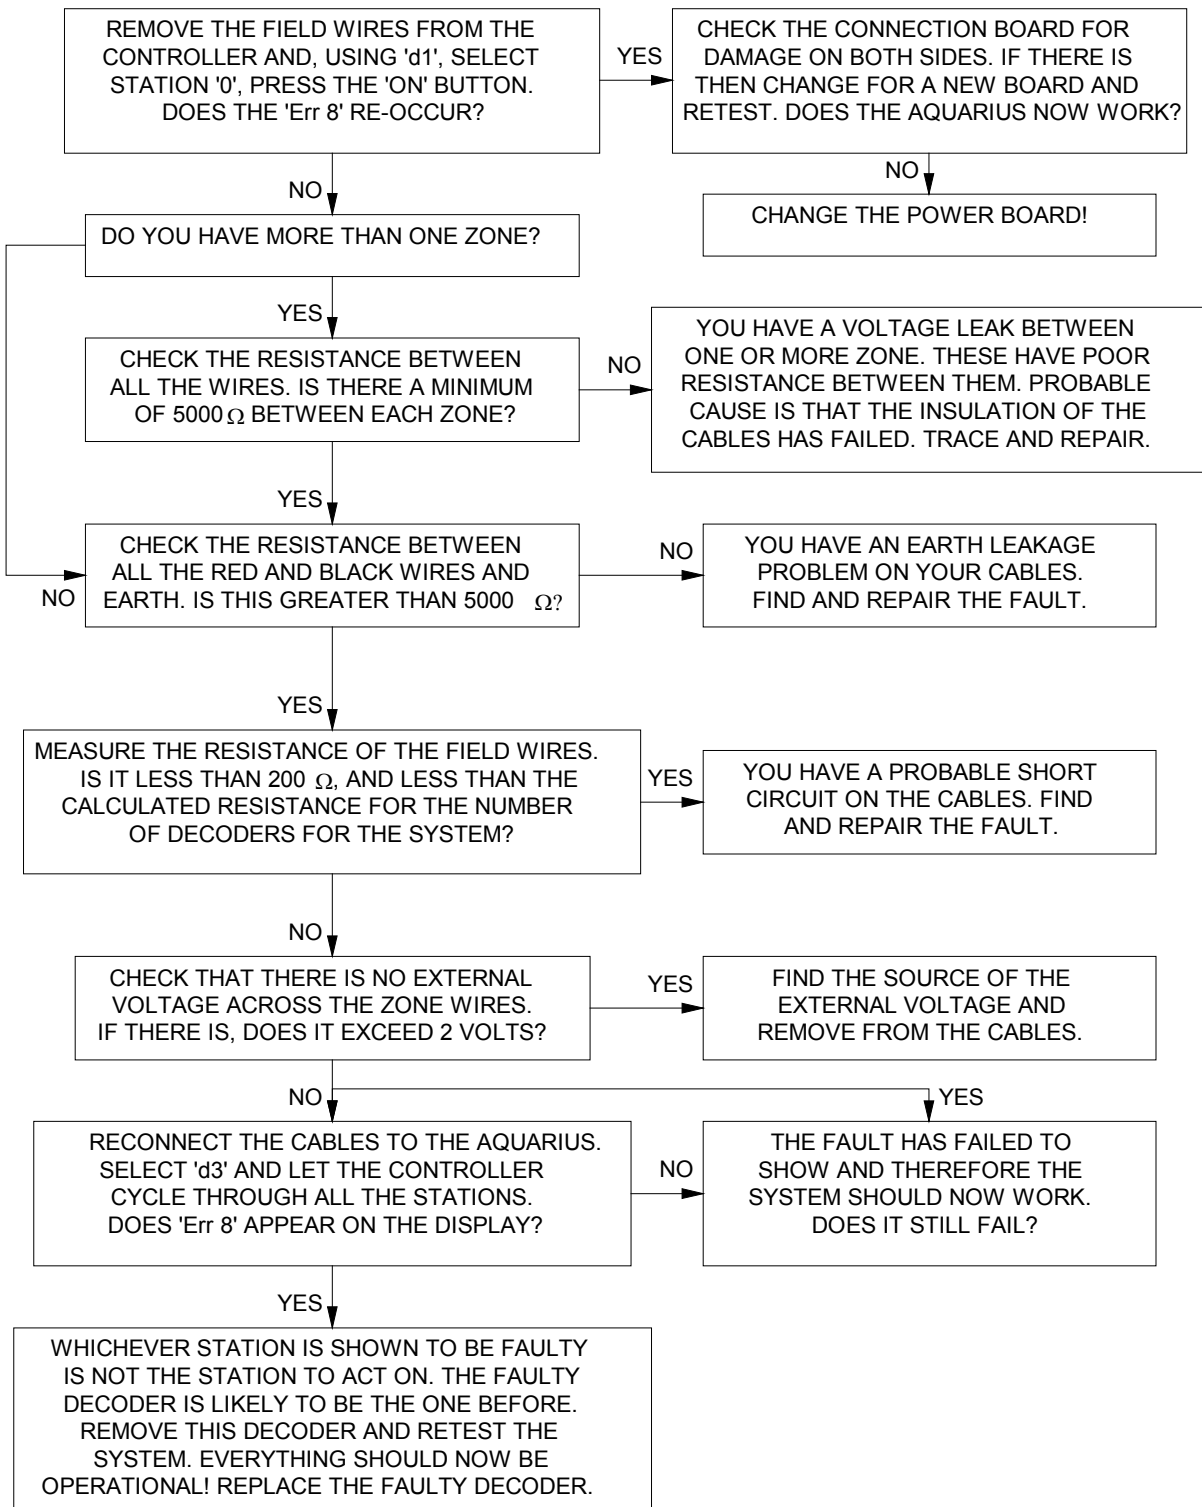 REMOVE THE FIELD WIRES FROM THE
CONTROLLER AND, USING 'd1', SELECT
STATION '0', PRESS THE 'ON' BUTTON.
DOES THE 'Err 8' RE-OCCUR?
YES
CHECK THE CONNECTION BOARD FOR
DAMAGE ON BOTH SIDES. IF THERE IS
THEN CHANGE FOR A NEW BOARD AND
RETEST. DOES THE AQUARIUS NOW WORK?
NO
NO
CHANGE THE POWER BOARD!
DO YOU HAVE MORE THAN ONE ZONE?
YES
CHECK THE RESISTANCE BETWEEN
ALL THE WIRES. IS THERE A MINIMUM
OF 5000 Ω BETWEEN EACH ZONE?
NO
YOU HAVE A VOLTAGE LEAK BETWEEN
ONE OR MORE ZONE. THESE HAVE POOR
RESISTANCE BETWEEN THEM. PROBABLE
CAUSE IS THAT THE INSULATION OF THE
CABLES HAS FAILED. TRACE AND REPAIR.
YES
NO
CHECK THE RESISTANCE BETWEEN
ALL THE RED AND BLACK WIRES AND
EARTH. IS THIS GREATER THAN 5000 Ω?
NO
YOU HAVE AN EARTH LEAKAGE
PROBLEM ON YOUR CABLES.
FIND AND REPAIR THE FAULT.
YES
MEASURE THE RESISTANCE OF THE FIELD WIRES.
IS IT LESS THAN 200 Ω, AND LESS THAN THE
CALCULATED RESISTANCE FOR THE NUMBER
OF DECODERS FOR THE SYSTEM?
YES
YOU HAVE A PROBABLE SHORT
CIRCUIT ON THE CABLES. FIND
AND REPAIR THE FAULT.
NO
CHECK THAT THERE IS NO EXTERNAL
VOLTAGE ACROSS THE ZONE WIRES.
IF THERE IS, DOES IT EXCEED 2 VOLTS?
YES
FIND THE SOURCE OF THE
EXTERNAL VOLTAGE AND
REMOVE FROM THE CABLES.
NO
YES
RECONNECT THE CABLES TO THE AQUARIUS.
SELECT 'd3' AND LET THE CONTROLLER
CYCLE THROUGH ALL THE STATIONS.
DOES 'Err 8' APPEAR ON THE DISPLAY?
NO
THE FAULT HAS FAILED TO
SHOW AND THEREFORE THE
SYSTEM SHOULD NOW WORK.
DOES IT STILL FAIL?
YES
WHICHEVER STATION IS SHOWN TO BE FAULTY
IS NOT THE STATION TO ACT ON. THE FAULTY
DECODER IS LIKELY TO BE THE ONE BEFORE.
REMOVE THIS DECODER AND RETEST THE
SYSTEM. EVERYTHING SHOULD NOW BE
OPERATIONAL! REPLACE THE FAULTY DECODER.